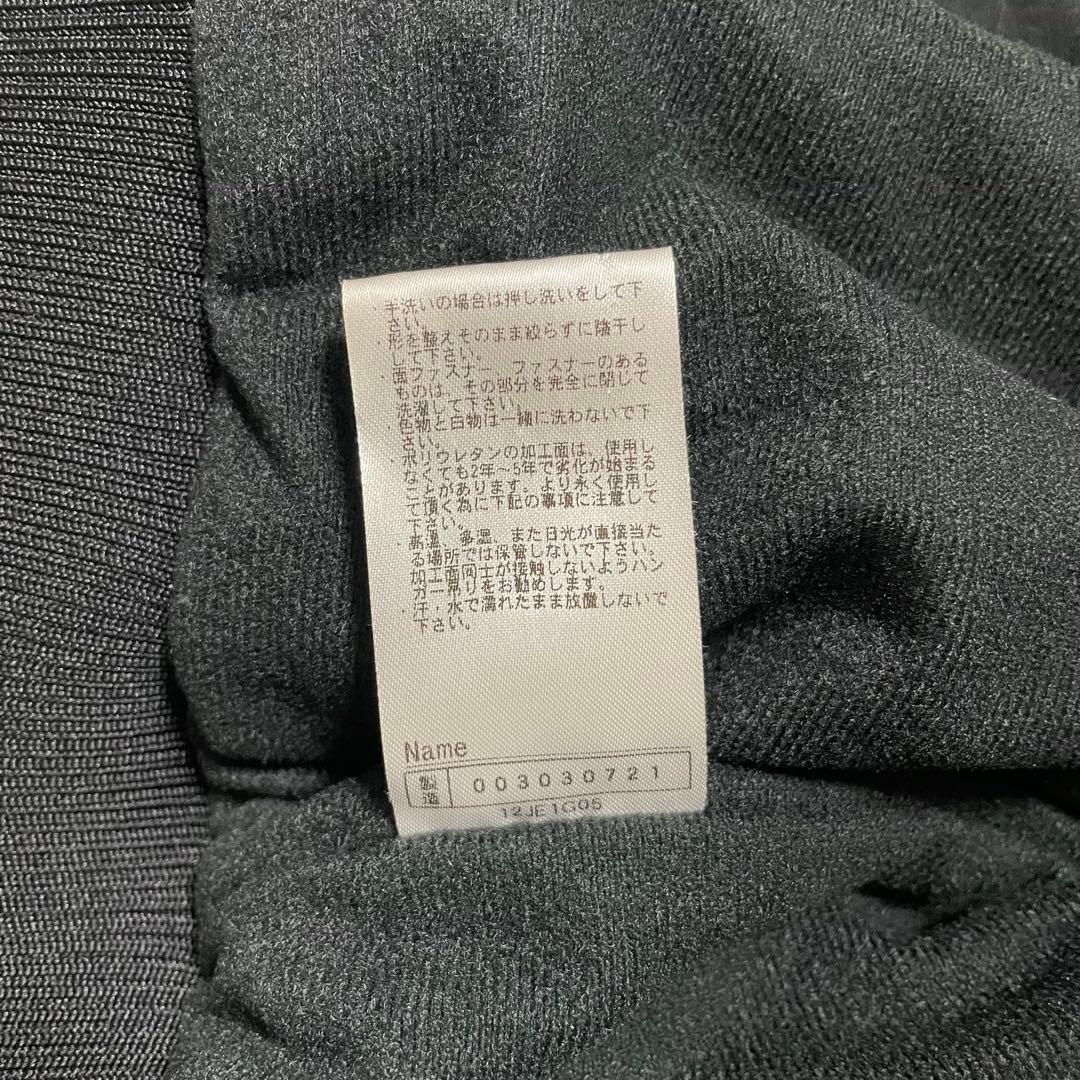 ・手洗いの場合は押し洗いをして下
さい。
・形を整えそのまま絞らずに陰干し
して下さい。
・面ファスナー、ファスナーのある
ものは、その部分を完全に閉じて
洗濯して下さい。
・色物と白物は一緒に洗わないで下
さい。
・ポリウレタンの加工面は、使用し
なくても2年〜5年で劣化が始まる
ことがあります。より永く使用し
て頂く為に下記の事項に注意して
下さい。
・高温、多湿、また日光が直接当た
る場所では保管しないで下さい。
加工面同士が接触しないようハン
ガー吊りをお勧めします。
・汗・水で濡れたまま放置しないで
下さい。
Name
製造 003030721
12JE1G05